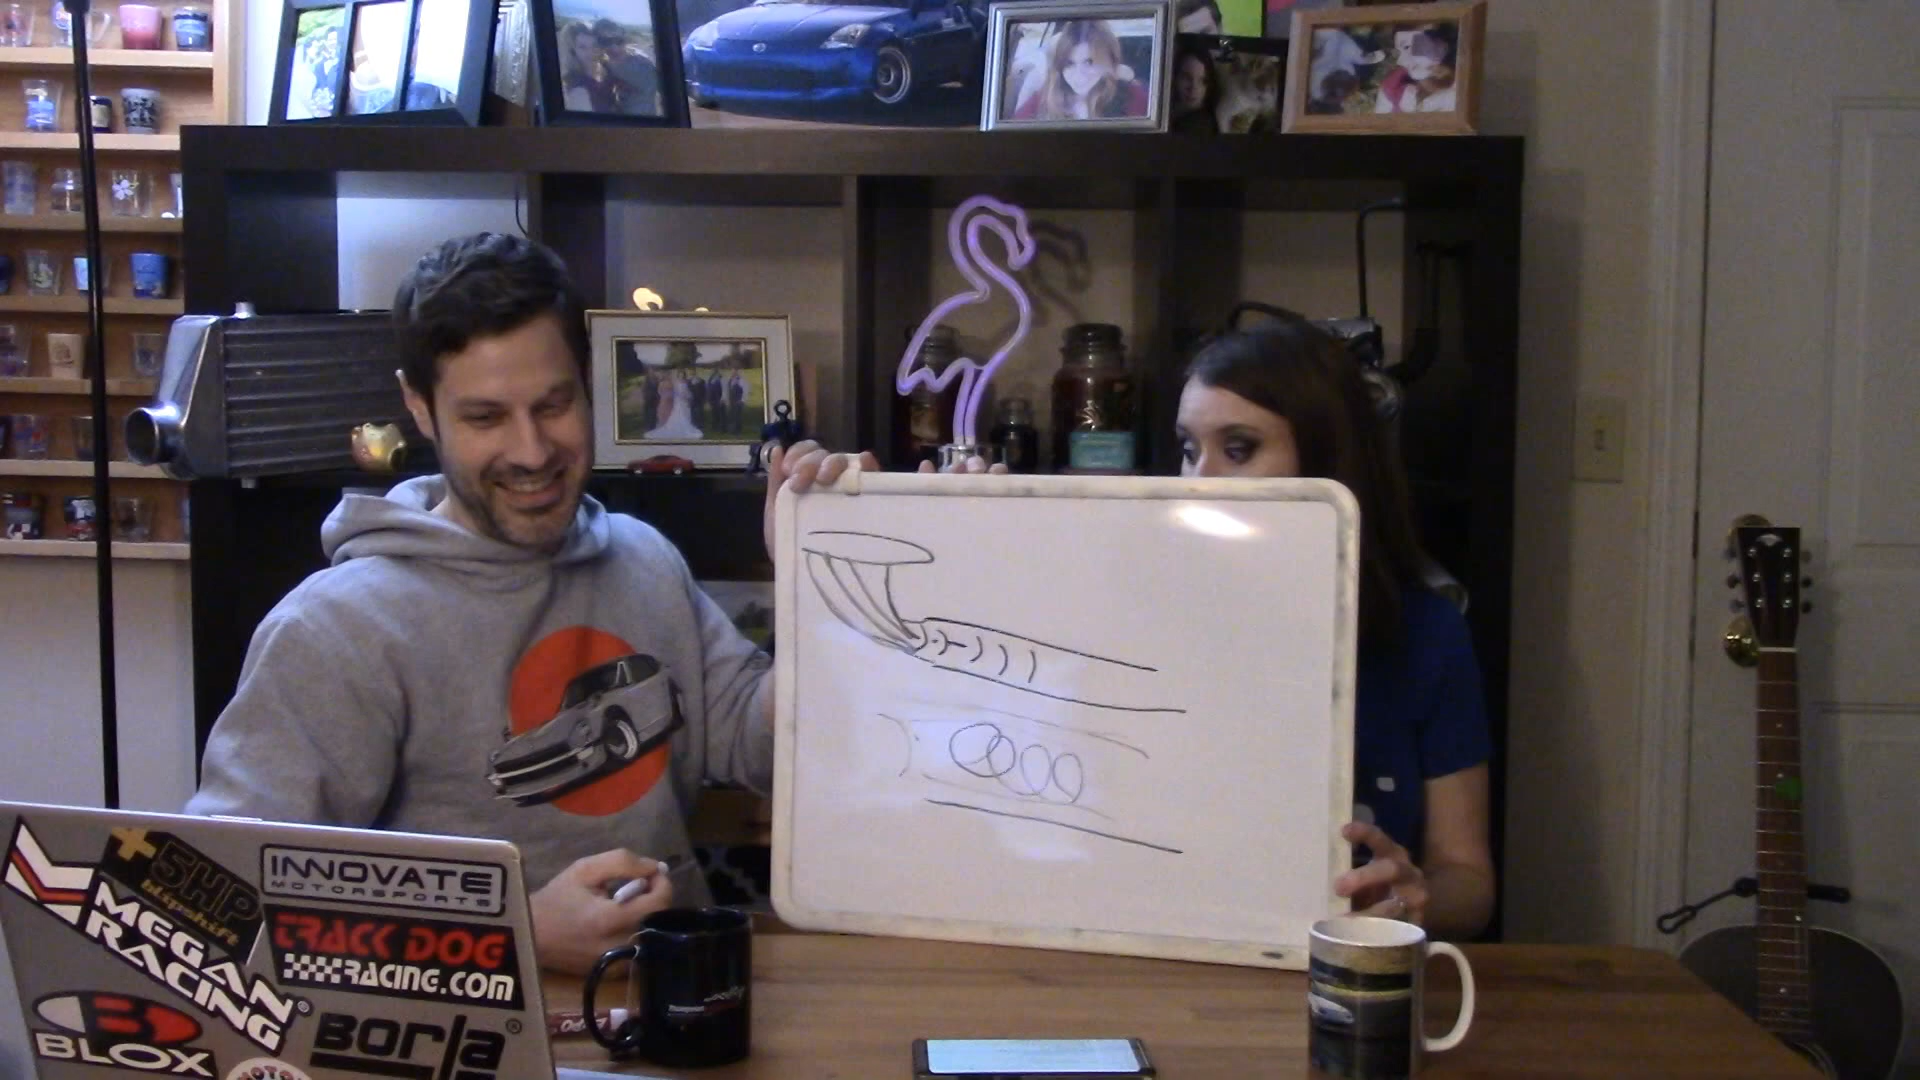 +5HP
blipshift
INNOVATE
MOTORSPORTS
MEGAN
RACING
TRACK DOG
RACING.COM
BLOX
BORLA